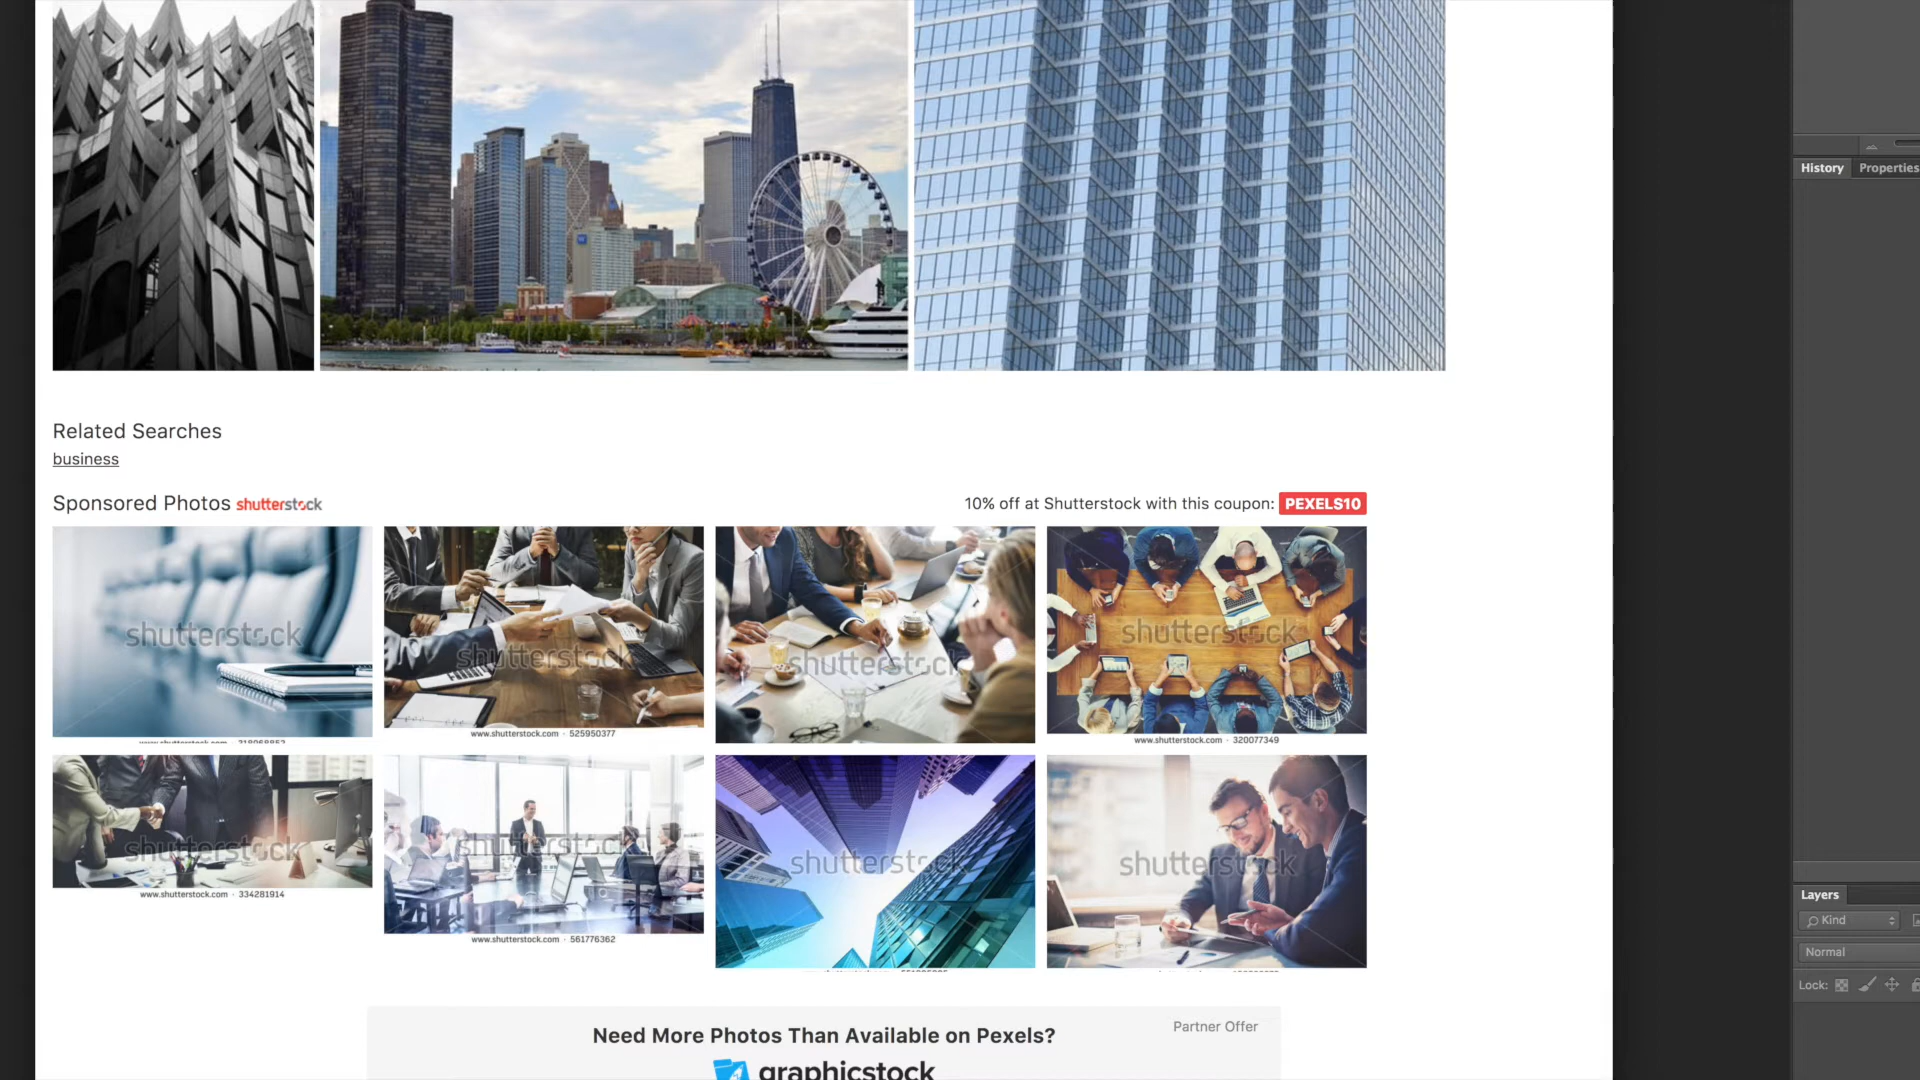 History Properties
Related Searches
business
Sponsored Photos shutterstock 10% off at Shutterstock with this coupon: PEXELS10
shutterstock
shutterstock
shutterstock
shutterstock
www.shutterstock.com · 525950377
www.shutterstock.com · 320077349
shutterstock
shutterstock
shutterstock
shutterstock
www.shutterstock.com · 334281914
www.shutterstock.com · 561776362
Layers
Kind
Normal
Lock:
Need More Photos Than Available on Pexels? Partner Offer
graphicstock